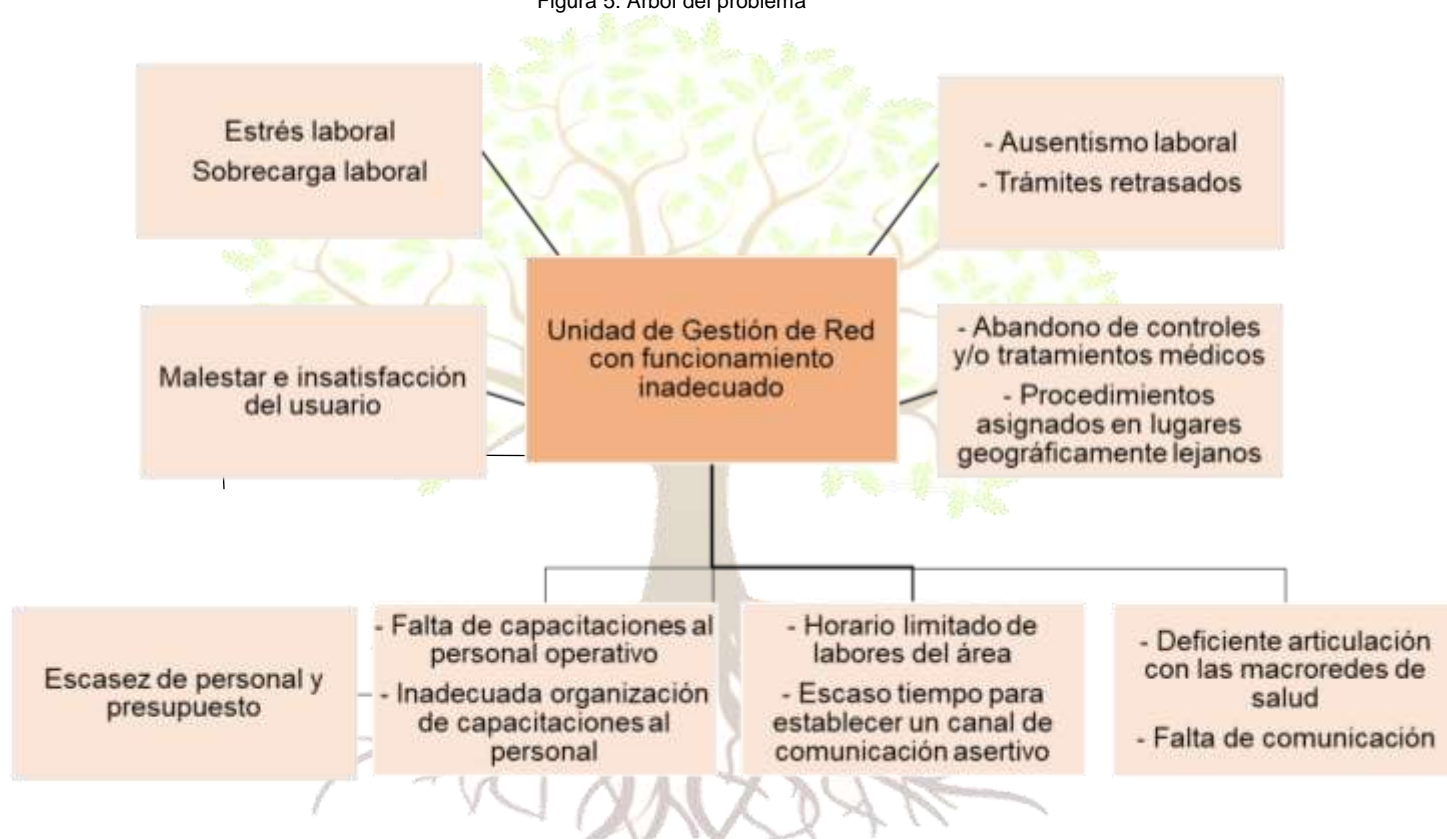 Figura 5. Árbol del problema
Estrés laboral
Sobrecarga laboral
- Ausentismo laboral
- Trámites retrasados
Unidad de Gestión de Red
con funcionamiento
inadecuado
Malestar e insatisfacción
del usuario
- Abandono de controles
y/o tratamientos médicos
- Procedimientos
asignados en lugares
geográficamente lejanos
Escasez de personal y
presupuesto
- Falta de capacitaciones al
personal operativo
- Inadecuada organización
de capacitaciones al
personal
- Horario limitado de
labores del área
- Escaso tiempo para
establecer un canal de
comunicación asertivo
- Deficiente articulación
con las macroredes de
salud
- Falta de comunicación